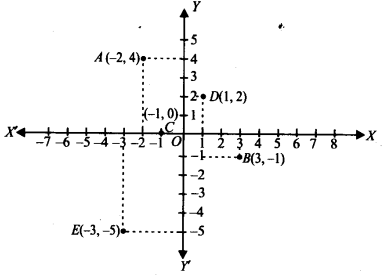 Y
5
A (–2, 4)
4
3
2
D(1, 2)
(–1, 0)
1
C
X'
O
X
–7 –6 –5 –4 –3 –2 –1 1 2 3 4 5 6 7 8
–1
B(3, –1)
–2
–3
–4
E(–3, –5)
–5
Y'